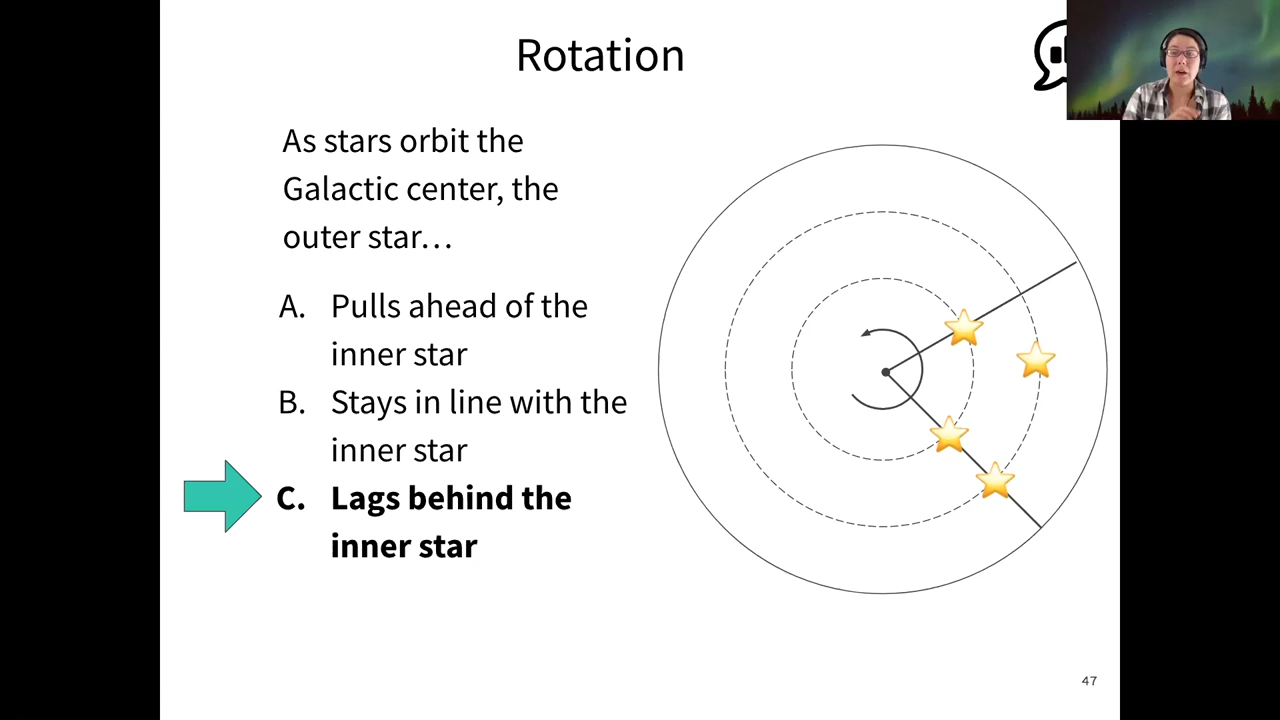 Rotation
As stars orbit the
Galactic center, the
outer star…
A. Pulls ahead of the
inner star
B. Stays in line with the
inner star
C. Lags behind the
inner star
47